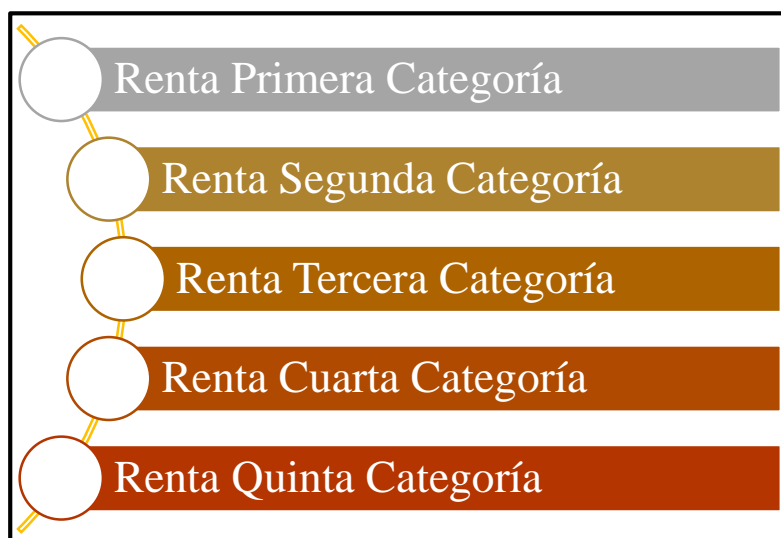 Renta Primera Categoría
Renta Segunda Categoría
Renta Tercera Categoría
Renta Cuarta Categoría
Renta Quinta Categoría